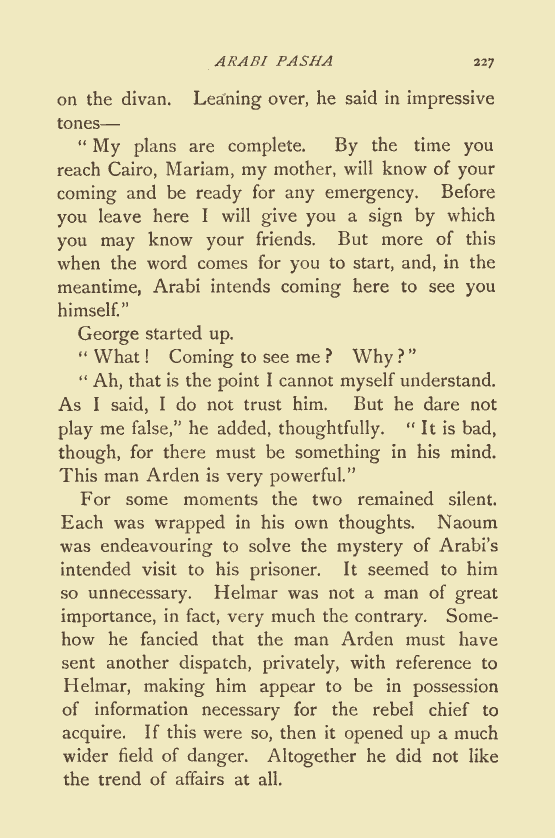 ARABI PASHA 227
on the divan. Leaning over, he said in impressive
tones—
“ My plans are complete. By the time you
reach Cairo, Mariam, my mother, will know of your
coming and be ready for any emergency. Before
you leave here I will give you a sign by which
you may know your friends. But more of this
when the word comes for you to start, and, in the
meantime, Arabi intends coming here to see you
himself.”
George started up.
“ What ! Coming to see me ? Why ? ”
“ Ah, that is the point I cannot myself understand.
As I said, I do not trust him. But he dare not
play me false,” he added, thoughtfully. “ It is bad,
though, for there must be something in his mind.
This man Arden is very powerful.”
For some moments the two remained silent.
Each was wrapped in his own thoughts. Naoum
was endeavouring to solve the mystery of Arabi’s
intended visit to his prisoner. It seemed to him
so unnecessary. Helmar was not a man of great
importance, in fact, very much the contrary. Some-
how he fancied that the man Arden must have
sent another dispatch, privately, with reference to
Helmar, making him appear to be in possession
of information necessary for the rebel chief to
acquire. If this were so, then it opened up a much
wider field of danger. Altogether he did not like
the trend of affairs at all.